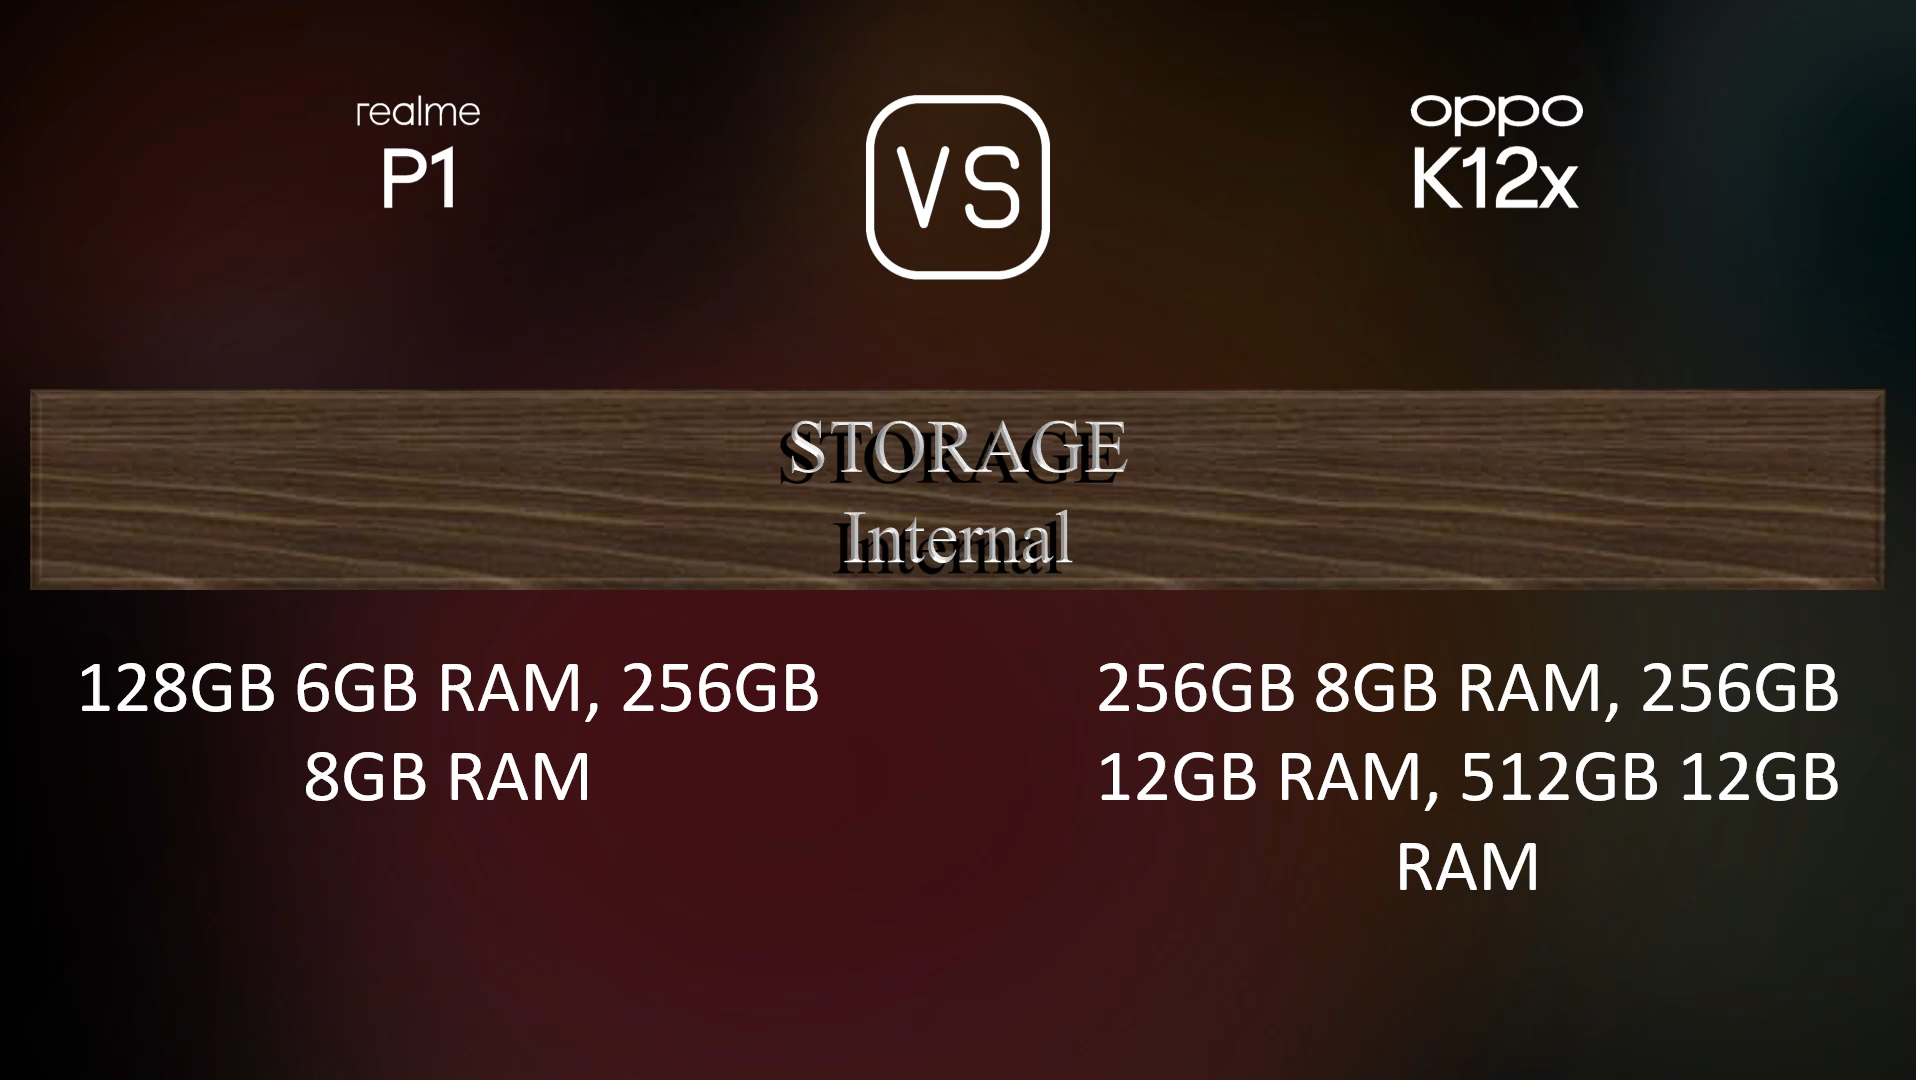 realme
P1
VS
oppo
K12x
STORAGE
Internal
128GB 6GB RAM, 256GB
8GB RAM
256GB 8GB RAM, 256GB
12GB RAM, 512GB 12GB
RAM